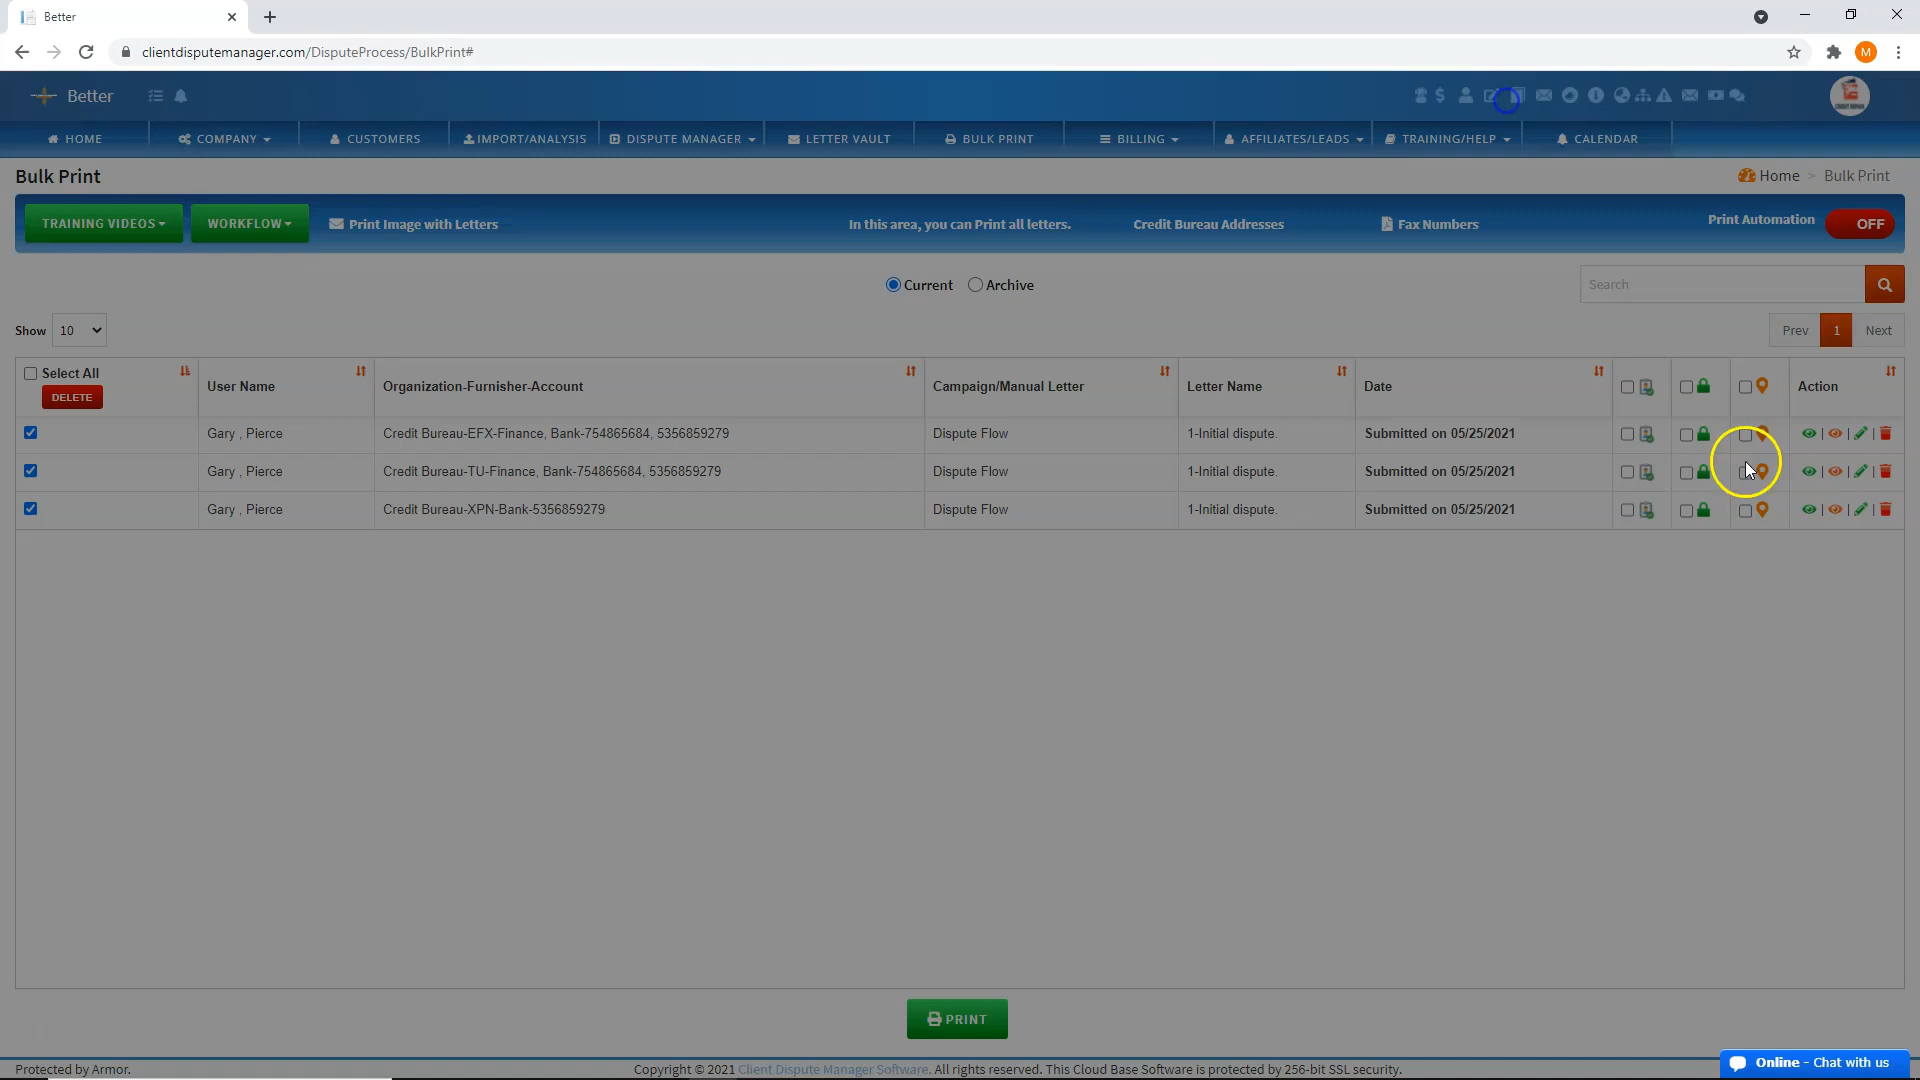 Better
clientdisputemanager.com/DisputeProcess/BulkPrint#
M
Better
HOME COMPANY CUSTOMERS IMPORT/ANALYSIS DISPUTE MANAGER LETTER VAULT BULK PRINT BILLING AFFILIATES/LEADS TRAINING/HELP CALENDAR
Bulk Print
Home > Bulk Print
TRAINING VIDEOS WORKFLOW Print Image with Letters In this area, you can Print all letters. Credit Bureau Addresses Fax Numbers Print Automation OFF
Current Archive Search
Show 10 Prev 1 Next
Select All User Name Organization-Furnisher-Account Campaign/Manual Letter Letter Name Date Action
DELETE
Gary , Pierce Credit Bureau-EFX-Finance, Bank-754865684, 5356859279 Dispute Flow 1-Initial dispute. Submitted on 05/25/2021 | | |
Gary , Pierce Credit Bureau-TU-Finance, Bank-754865684, 5356859279 Dispute Flow 1-Initial dispute. Submitted on 05/25/2021 | | |
Gary , Pierce Credit Bureau-XPN-Bank-5356859279 Dispute Flow 1-Initial dispute. Submitted on 05/25/2021 | | |
PRINT
Online - Chat with us
Protected by Armor. Copyright © 2021 Client Dispute Manager Software. All rights reserved. This Cloud Base Software is protected by 256-bit SSL security.